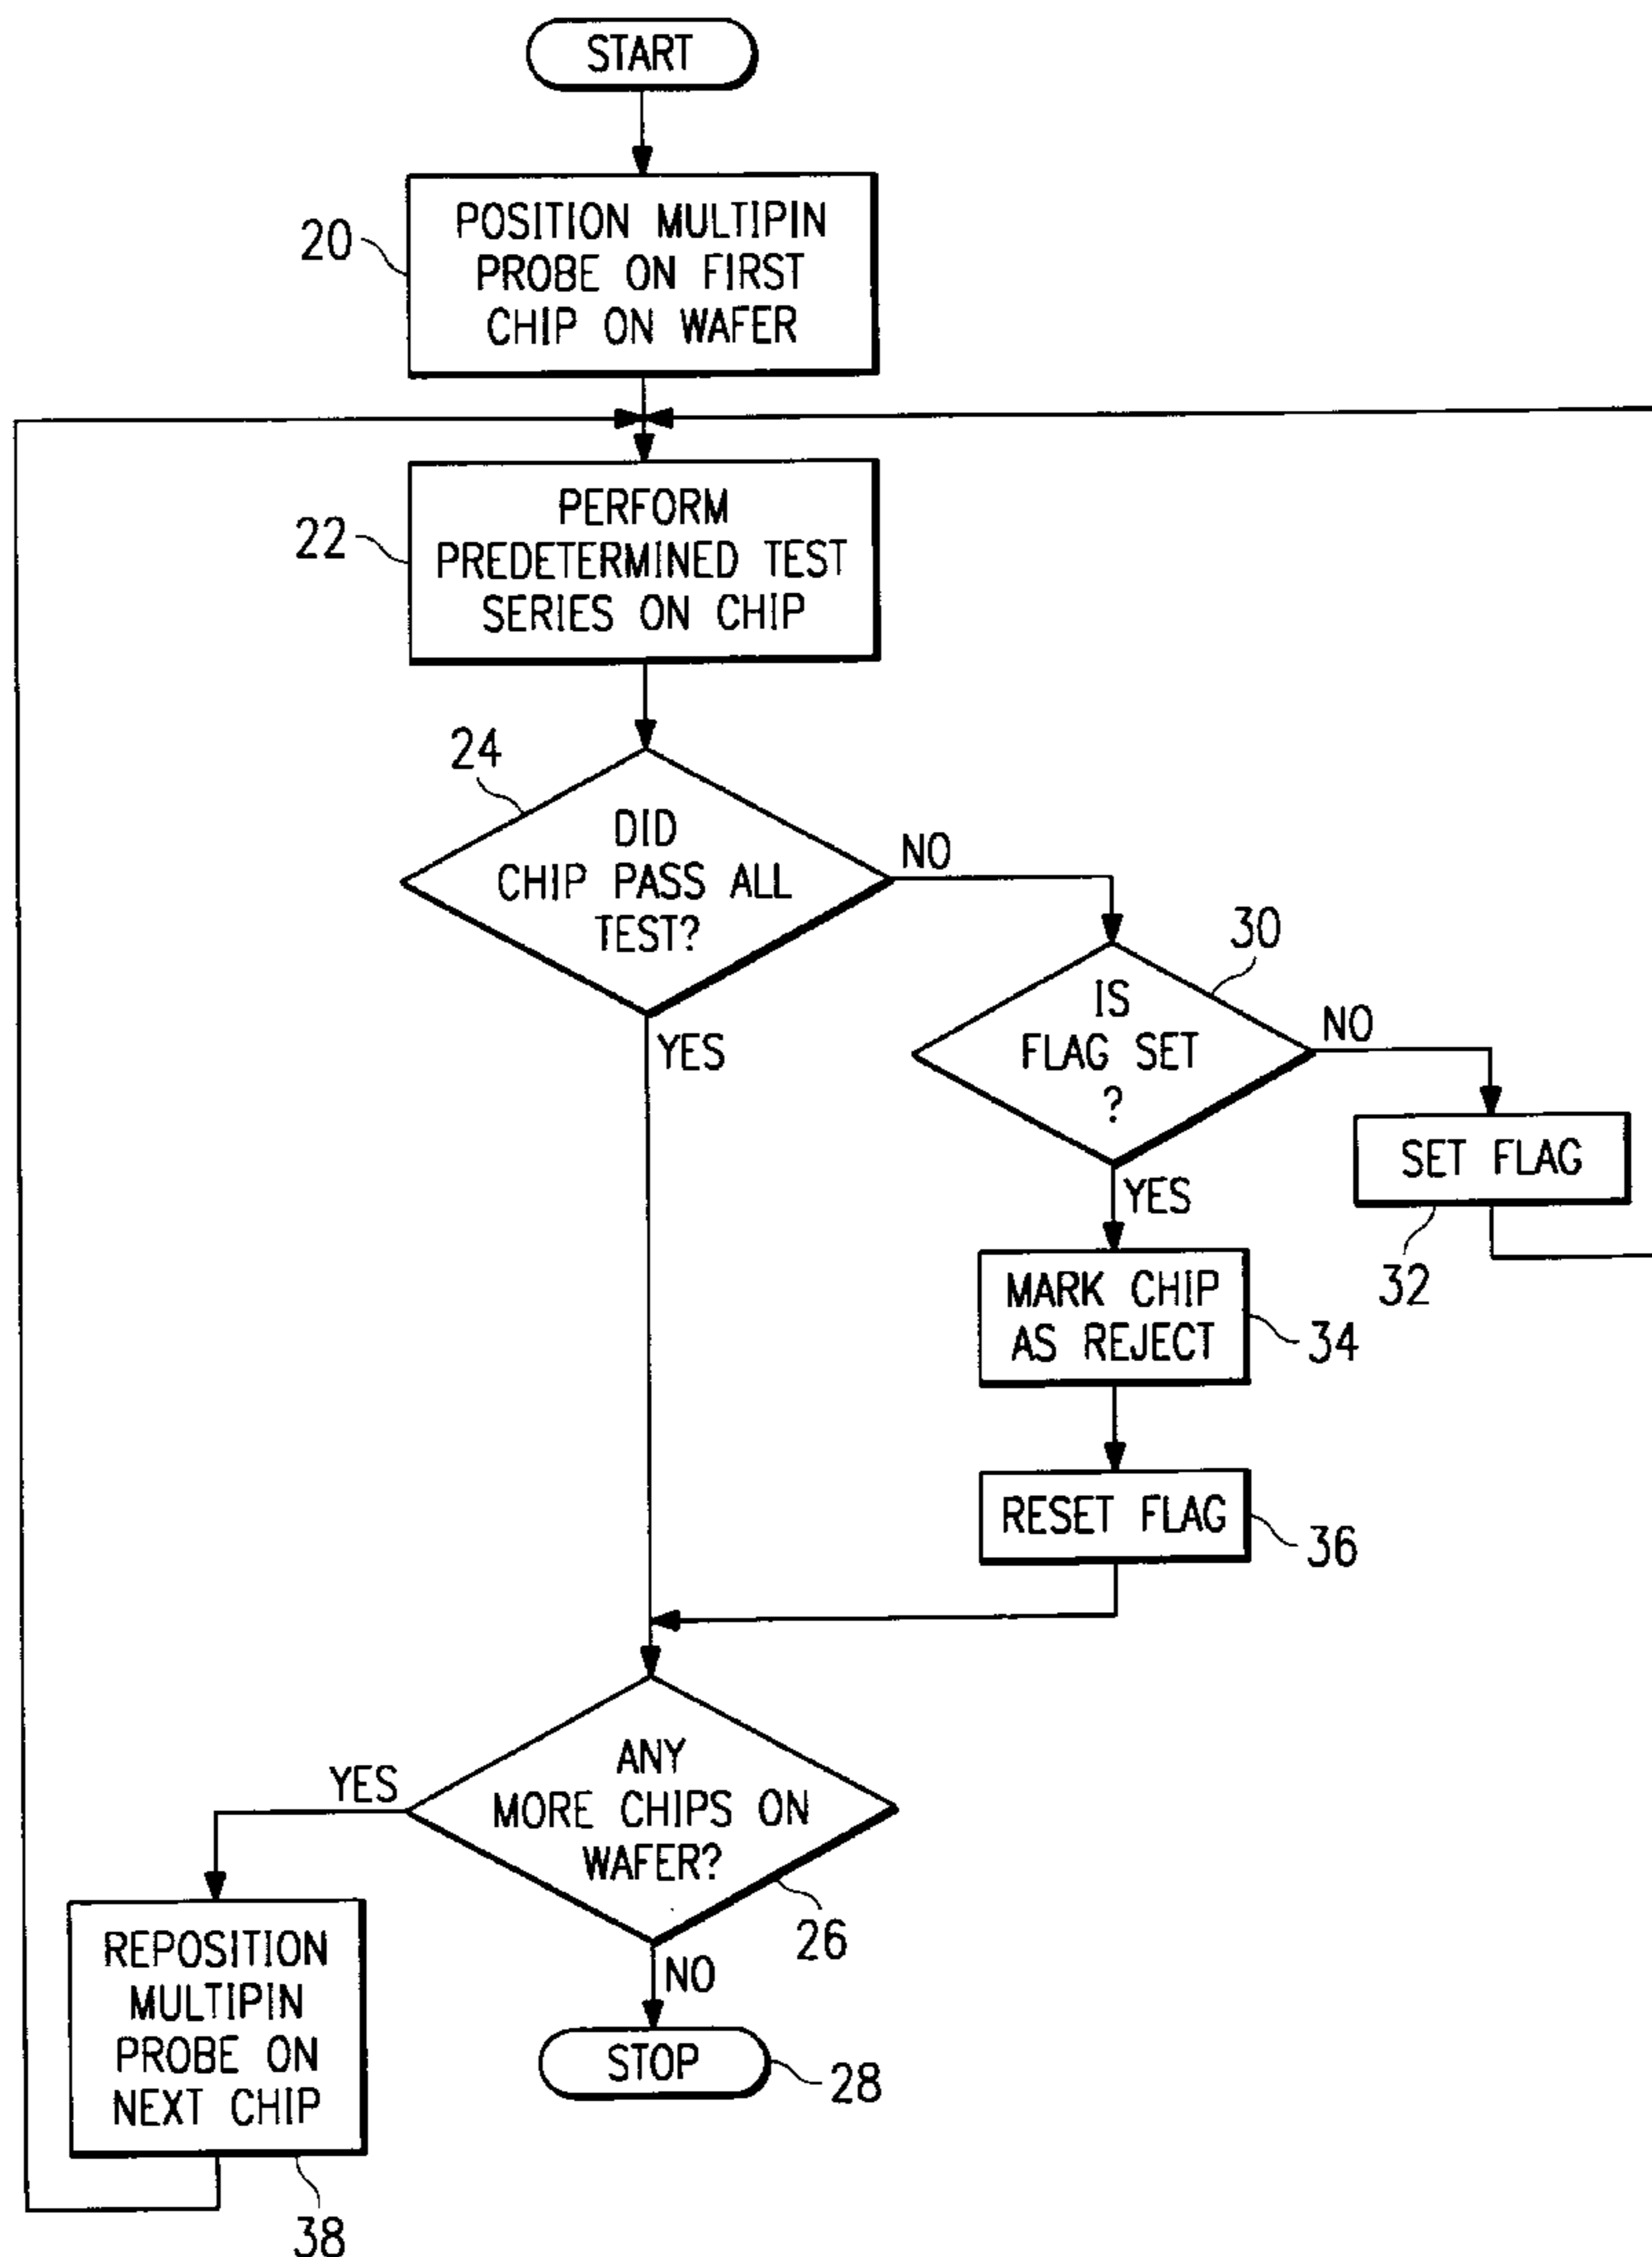 START
20
POSITION MULTIPIN
PROBE ON FIRST
CHIP ON WAFER
22
PERFORM
PREDETERMINED TEST
SERIES ON CHIP
24
DID
CHIP PASS ALL
TEST?
NO
YES
30
IS
FLAG SET
?
NO
YES
SET FLAG
32
MARK CHIP
AS REJECT
34
RESET FLAG
36
ANY
MORE CHIPS ON
WAFER?
26
YES
NO
REPOSITION
MULTIPIN
PROBE ON
NEXT CHIP
38
STOP
28